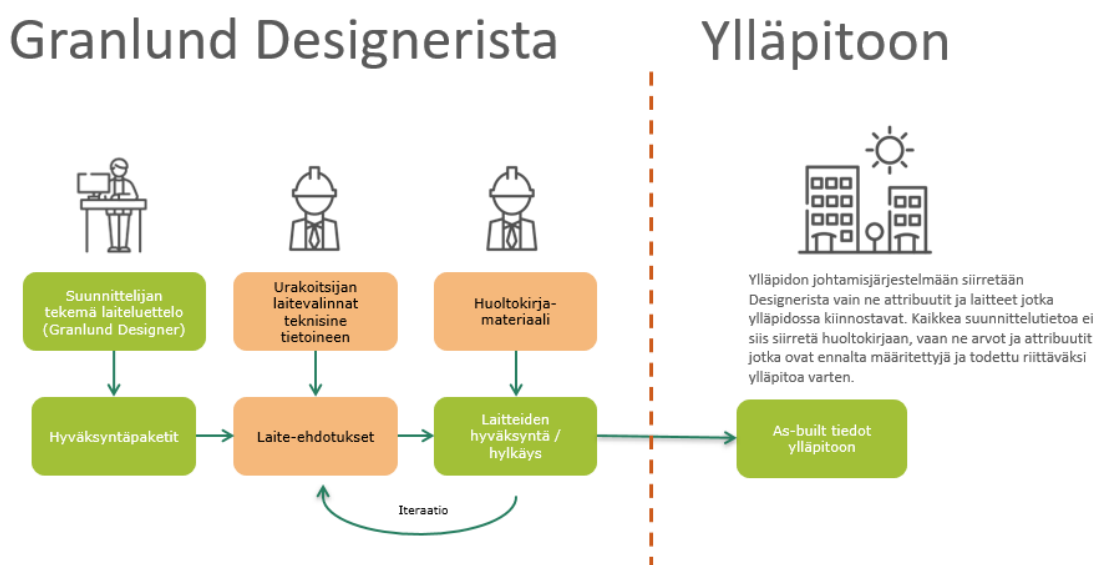 Granlund Designerista
Ylläpitoon
Suunnittelijan
tekemä laiteluettelo
(Granlund Designer)
Urakoitsijan
laitevalinnat
teknisine
tietoineen
Huoltokirja-
materiaali
Ylläpidon johtamisjärjestelmään siirretään
Designerista vain ne attribuutit ja laitteet jotka
ylläpidossa kiinnostavat. Kaikkea suunnittelutietoa ei
siis siirretä huoltokirjaan, vaan ne arvot ja attribuutit
jotka ovat ennalta määritettyjä ja todettu riittäväksi
ylläpitoa varten.
Hyväksyntäpaketit
Laite-ehdotukset
Laitteiden
hyväksyntä /
hylkäys
As-built tiedot
ylläpitoon
Iteraatio